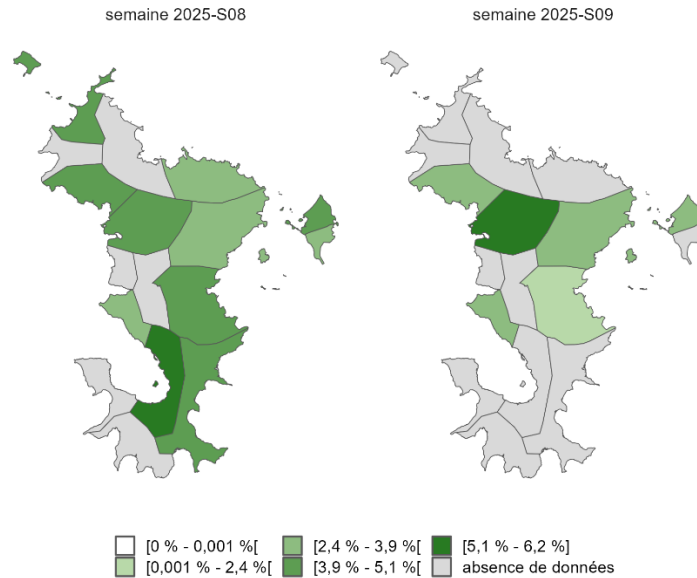 semaine 2025-S08
semaine 2025-S09
[0 % - 0,001 %[
[2,4 % - 3,9 %[
[5,1 % - 6,2 %]
[0,001 % - 2,4 %[
[3,9 % - 5,1 %[
absence de données